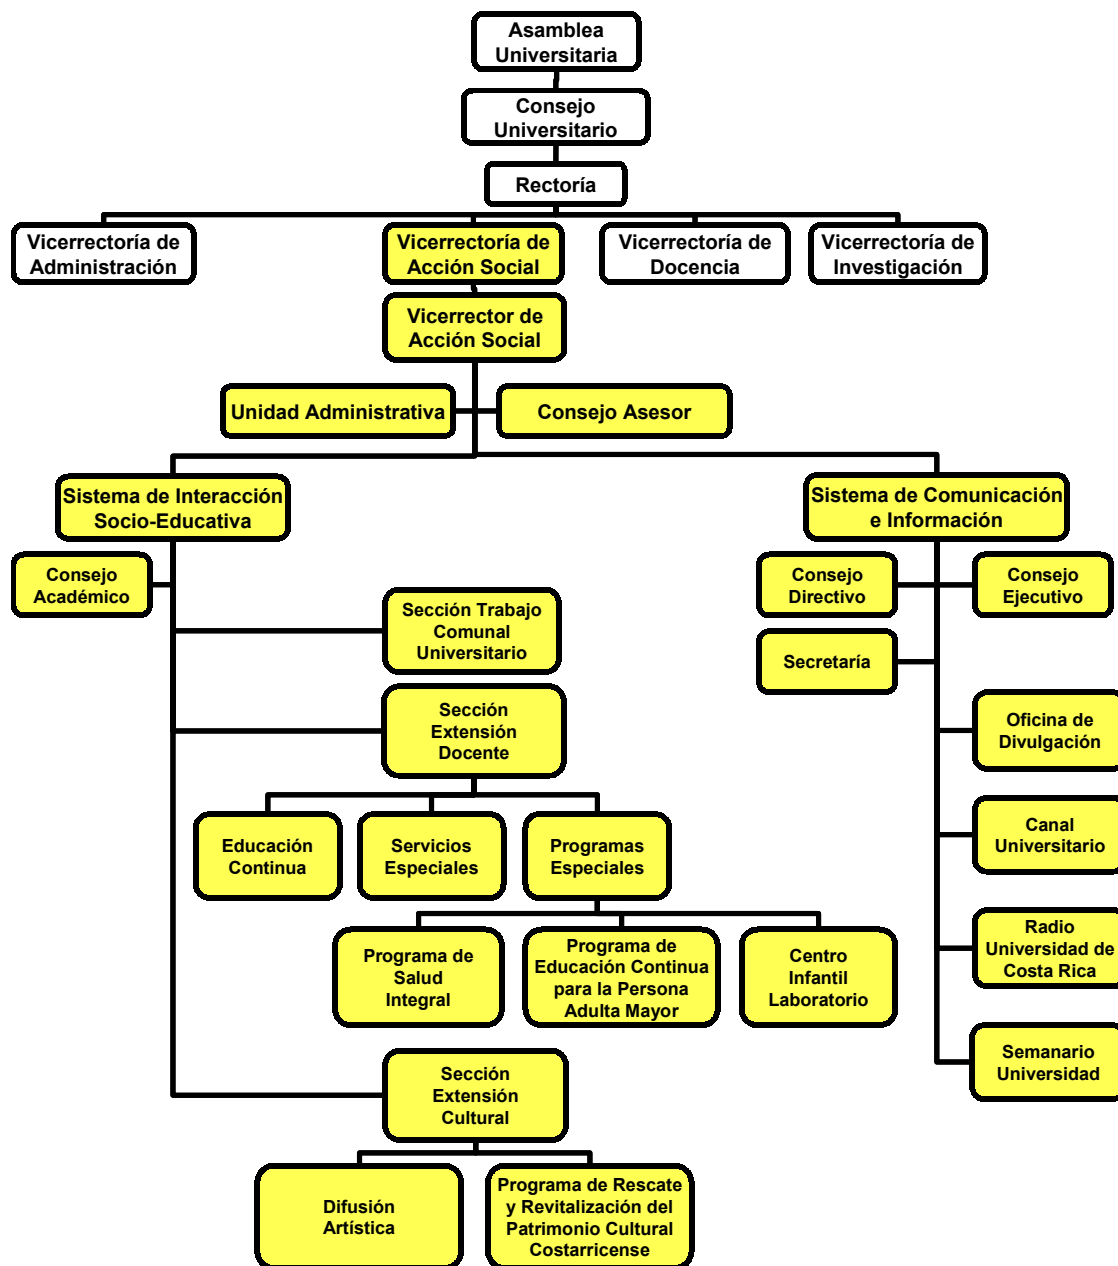 Asamblea
Universitaria
Consejo
Universitario
Rectoría
Vicerrectoría de
Administración
Vicerrectoría de
Acción Social
Vicerrectoría de
Docencia
Vicerrectoría de
Investigación
Vicerrector de
Acción Social
Unidad Administrativa
Consejo Asesor
Sistema de Interacción
Socio-Educativa
Sistema de Comunicación
e Información
Consejo
Académico
Consejo
Directivo
Consejo
Ejecutivo
Sección Trabajo
Comunal
Universitario
Secretaría
Sección
Extensión
Docente
Oficina de
Divulgación
Educación
Continua
Servicios
Especiales
Programas
Especiales
Canal
Universitario
Programa de
Salud
Integral
Programa de
Educación Continua
para la Persona
Adulta Mayor
Centro
Infantil
Laboratorio
Radio
Universidad de
Costa Rica
Sección
Extensión
Cultural
Semanario
Universidad
Difusión
Artística
Programa de Rescate
y Revitalización del
Patrimonio Cultural
Costarricense